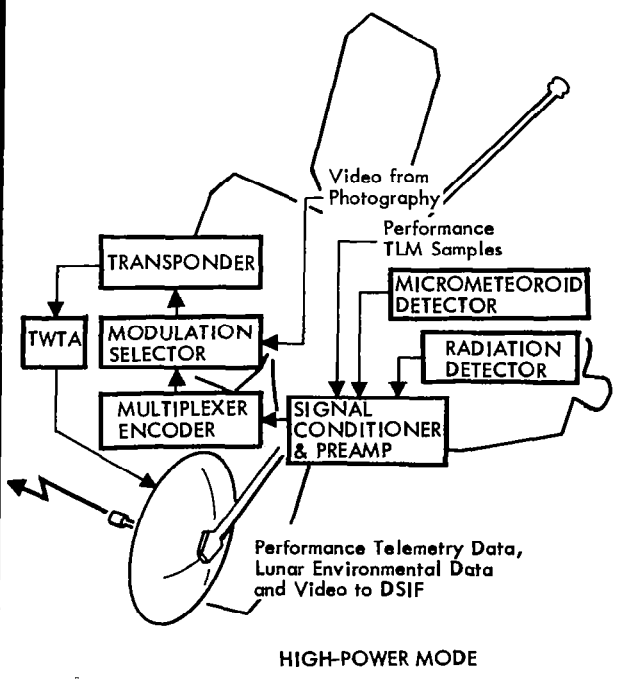 Video from
Photography
Performance
TLM Samples
TRANSPONDER
MICROMETEOROID
DETECTOR
TWTA
MODULATION
SELECTOR
RADIATION
DETECTOR
MULTIPLEXER
ENCODER
SIGNAL
CONDITIONER
& PREAMP
Performance Telemetry Data,
Lunar Environmental Data
and Video to DSIF
HIGH-POWER MODE